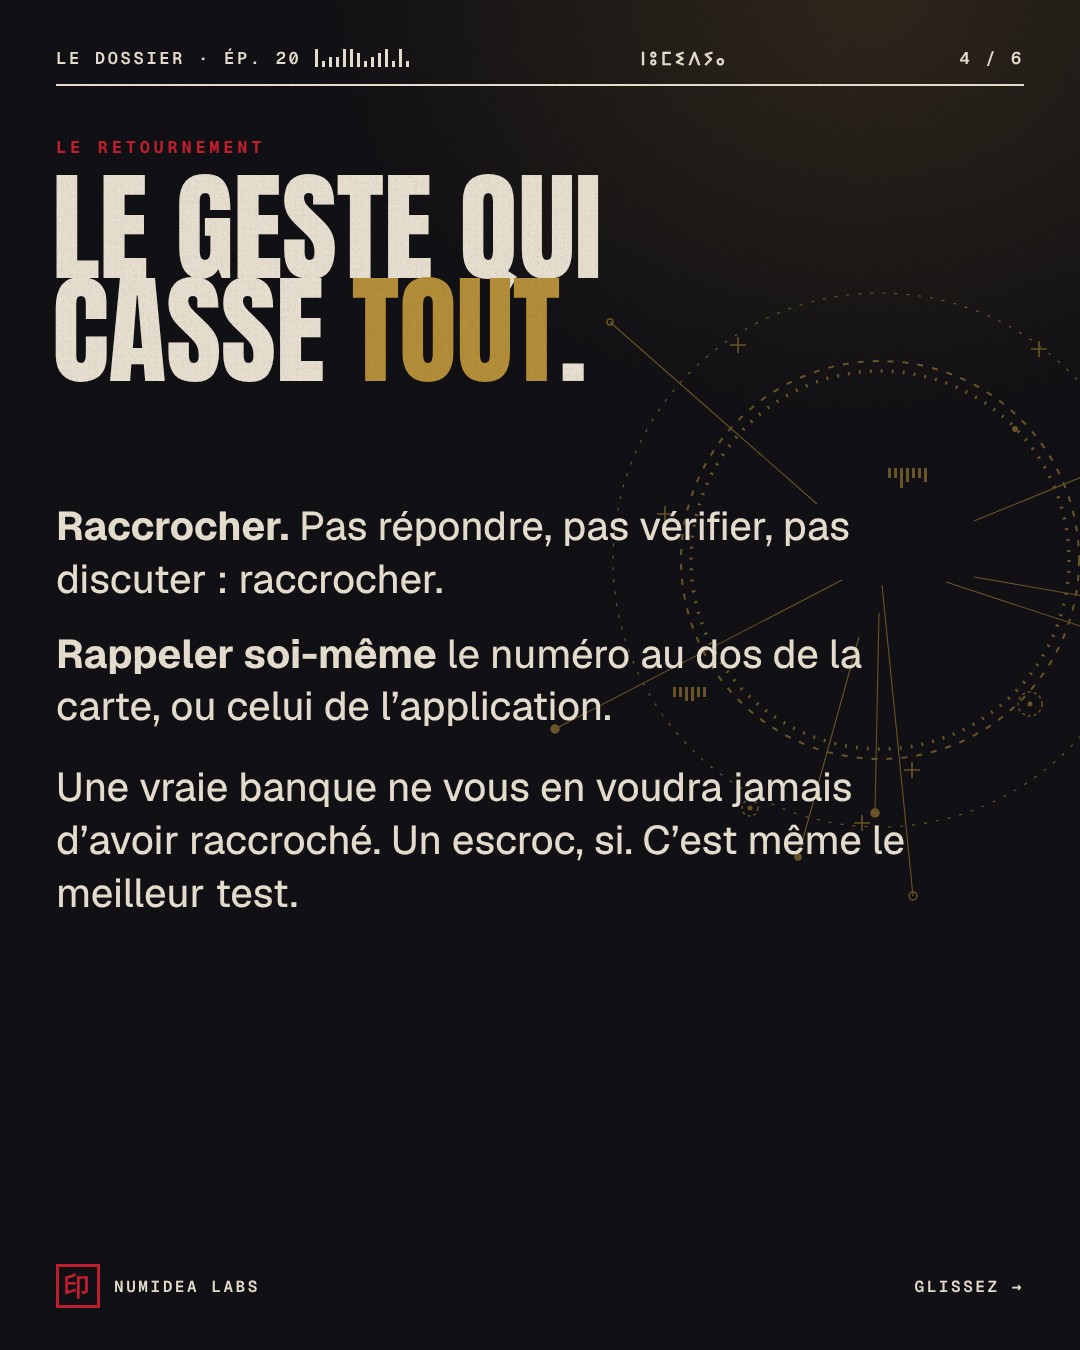 LE DOSSIER · ÉP. 20
ⵏⵓⵎⵉⴷⵢⴰ
4 / 6
LE RETOURNEMENT
LE GESTE QUI
CASSE TOUT.
Raccrocher. Pas répondre, pas vérifier, pas
discuter : raccrocher.
Rappeler soi-même le numéro au dos de la
carte, ou celui de l’application.
Une vraie banque ne vous en voudra jamais
d’avoir raccroché. Un escroc, si. C’est même le
meilleur test.
印 NUMIDEA LABS
GLISSEZ →